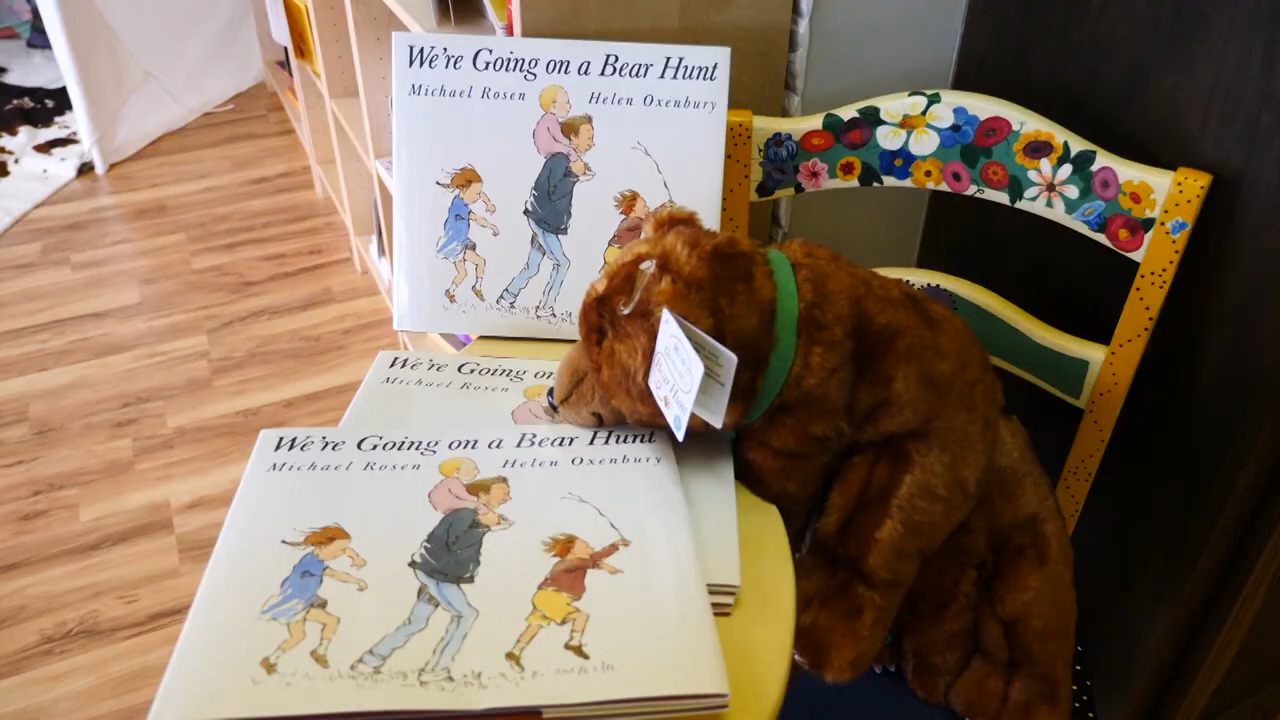 We're Going on a Bear Hunt
Michael Rosen Helen Oxenbury
We're Going on
Michael Rosen
We're Going on a Bear Hunt
Michael Rosen Helen Oxenbury
Bear Hunt